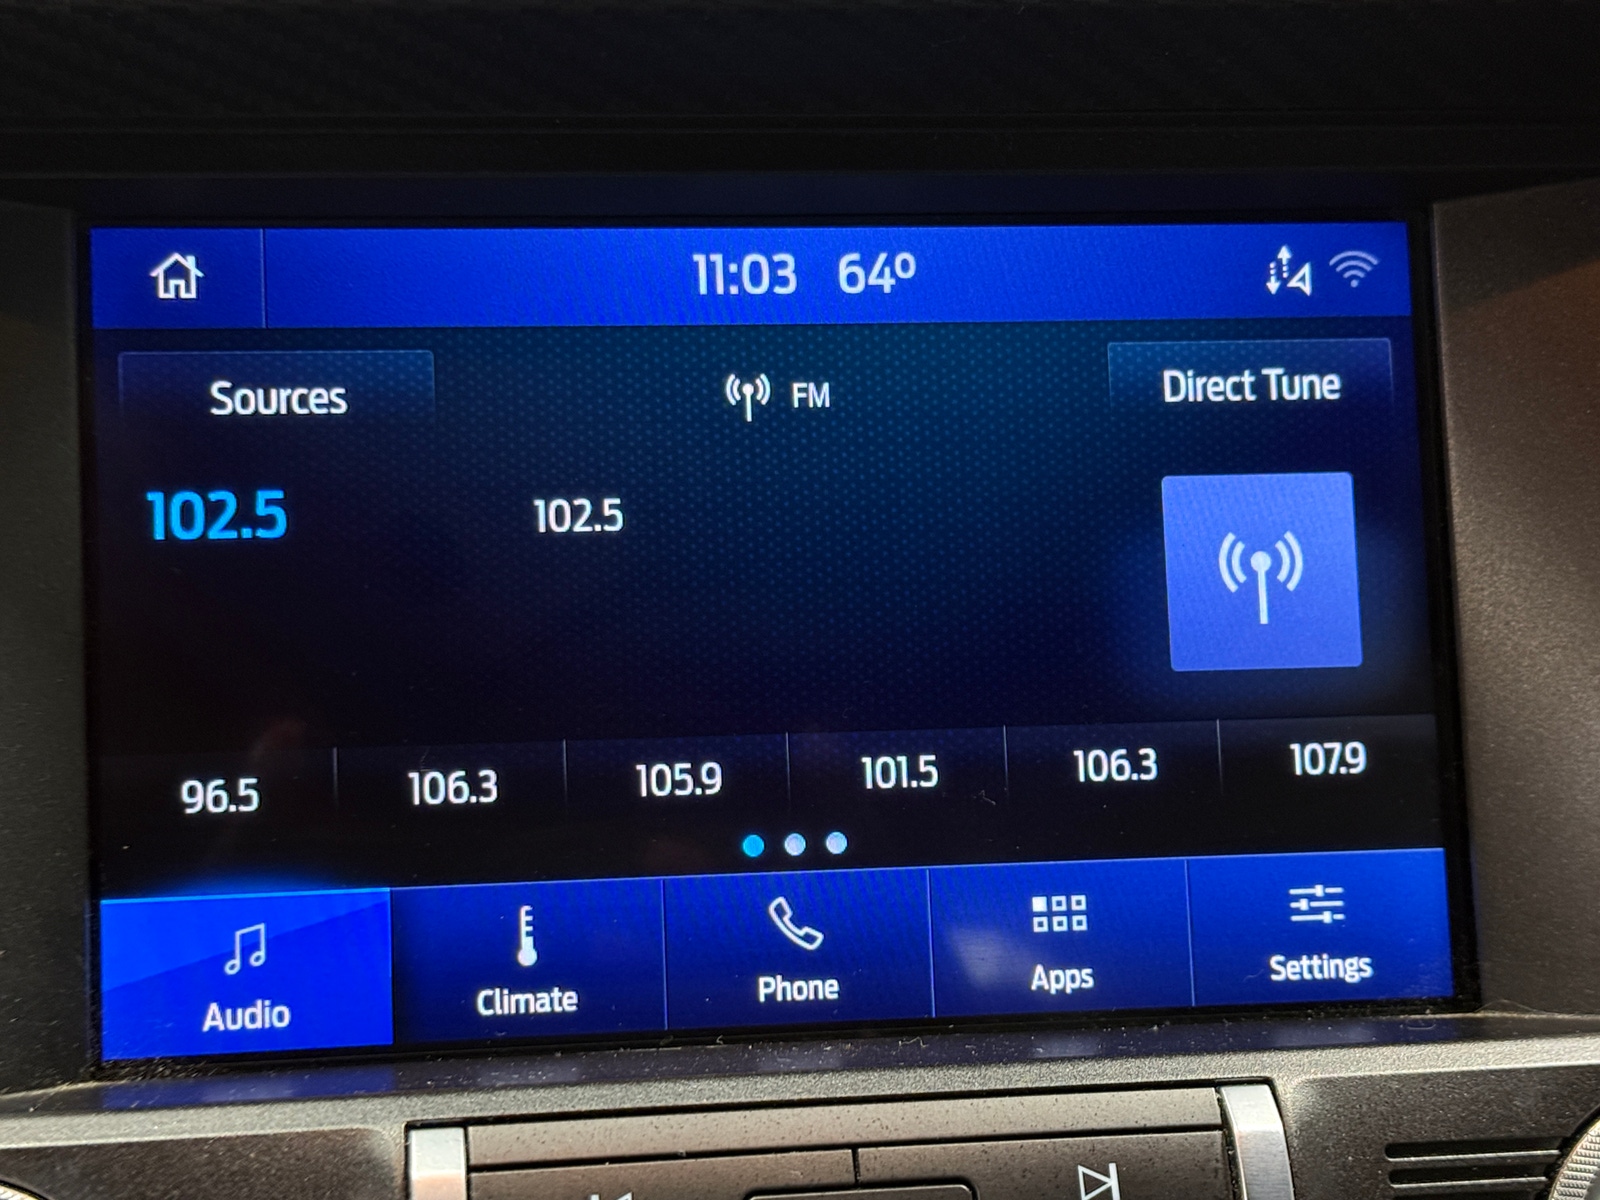 11:03 64º
Sources FM Direct Tune
102.5 102.5
96.5 106.3 105.9 101.5 106.3 107.9
Audio Climate Phone Apps Settings